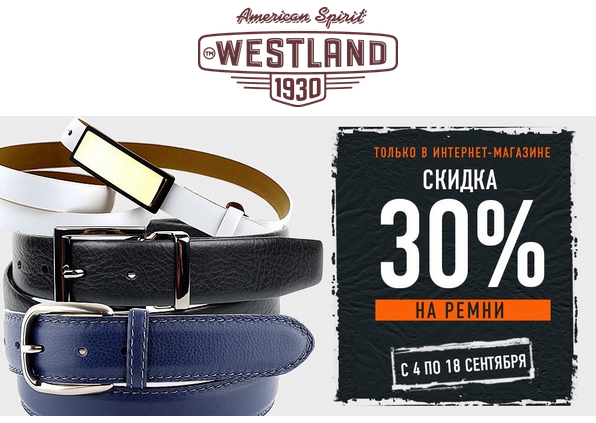 American Spirit
TM WESTLAND
1930
ТОЛЬКО В ИНТЕРНЕТ-МАГАЗИНЕ
СКИДКА
30%
НА РЕМНИ
С 4 ПО 18 СЕНТЯБРЯ